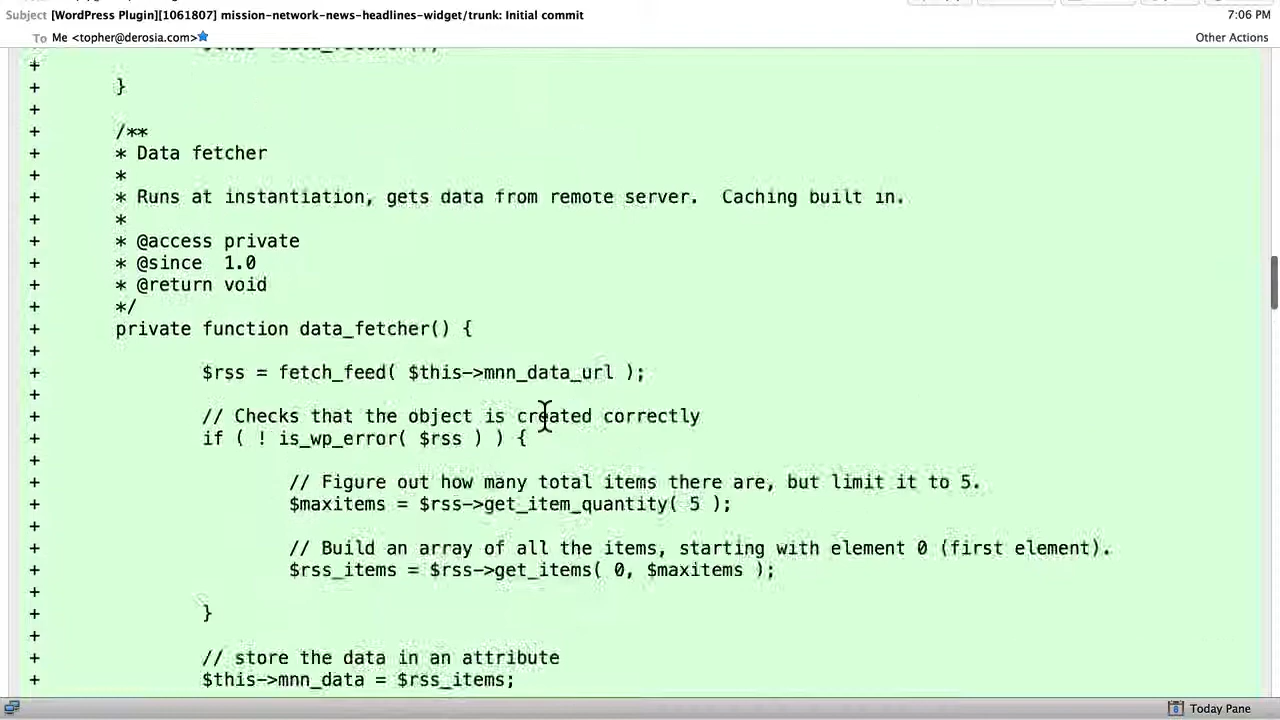 Subject [WordPress Plugin][1061807] mission-network-news-headlines-widget/trunk: Initial commit 7:06 PM
To Me <topher@derosia.com> Other Actions
+
+ }
+
+ /**
+ * Data fetcher
+ *
+ * Runs at instantiation, gets data from remote server.  Caching built in.
+ *
+ * @access private
+ * @since  1.0
+ * @return void
+ */
+ private function data_fetcher() {
+
+ $rss = fetch_feed( $this->mnn_data_url );
+
+ // Checks that the object is created correctly
+ if ( ! is_wp_error( $rss ) ) {
+
+ // Figure out how many total items there are, but limit it to 5.
+ $maxitems = $rss->get_item_quantity( 5 );
+
+ // Build an array of all the items, starting with element 0 (first element).
+ $rss_items = $rss->get_items( 0, $maxitems );
+
+ }
+
+ // store the data in an attribute
+ $this->mnn_data = $rss_items;
Today Pane